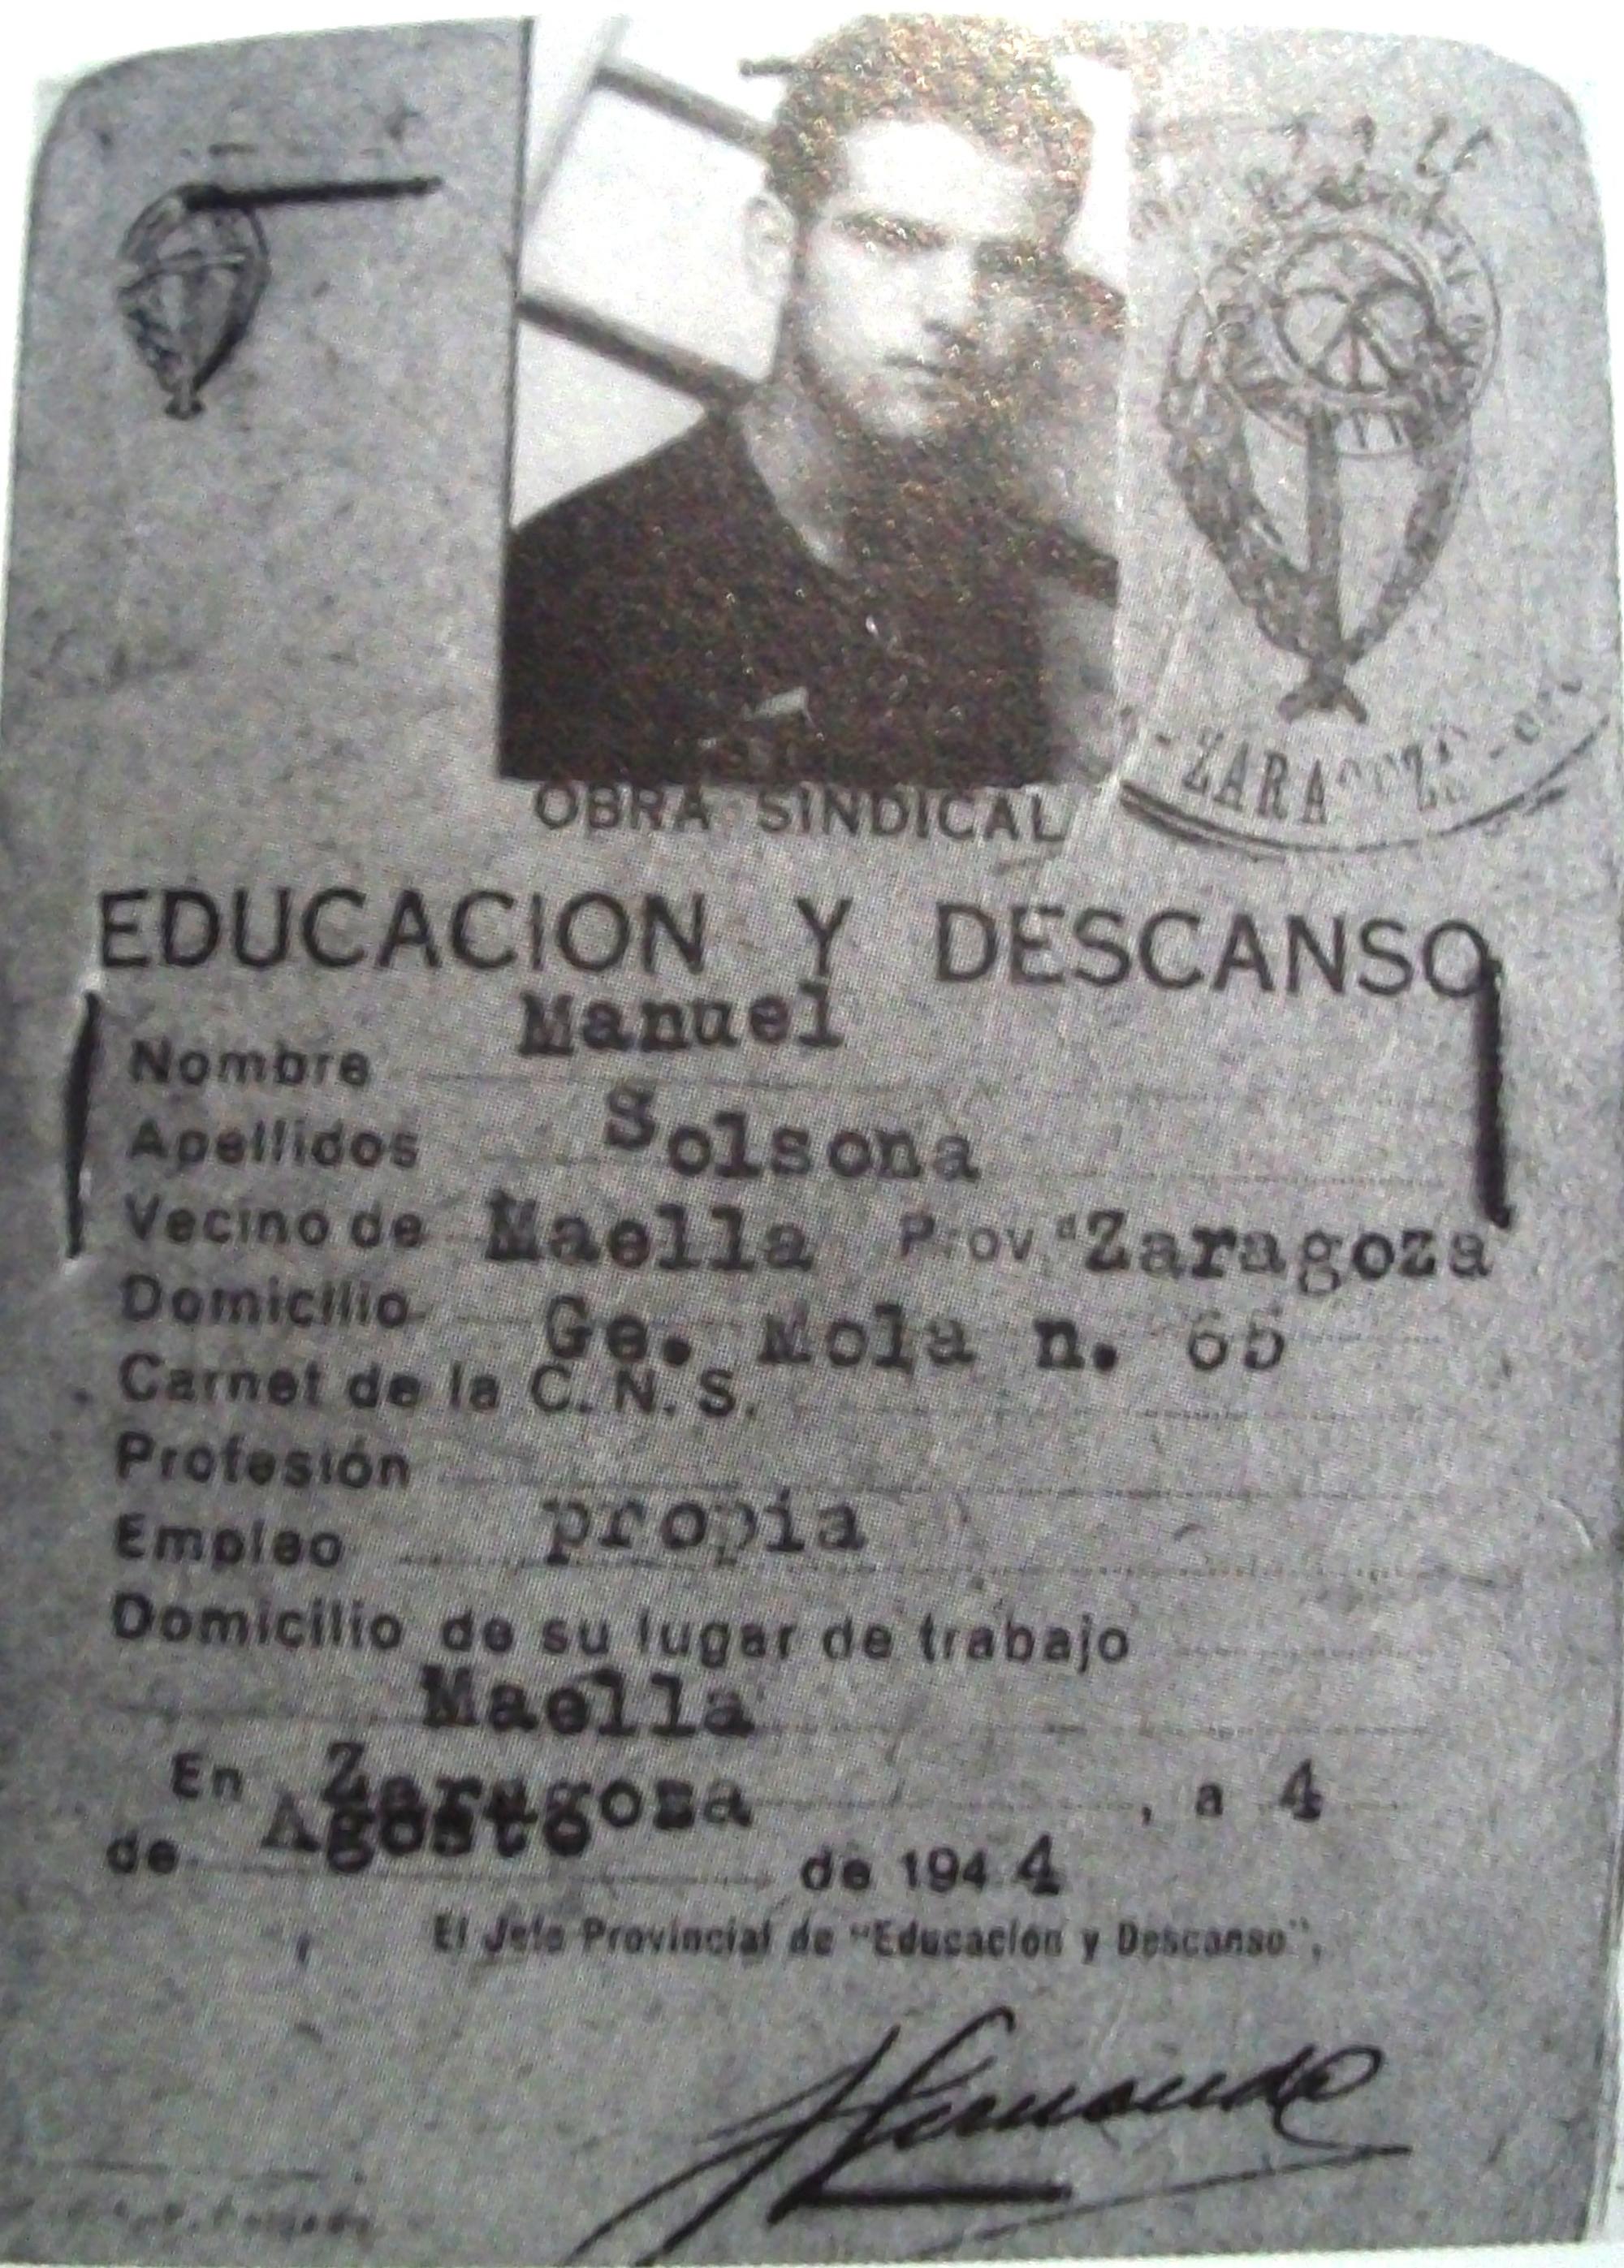 ZARAGOZA
OBRA SINDICAL
EDUCACION Y DESCANSO
Nombre Manuel
Apellidos Solsona
Vecino de Maella Prov.ª Zaragoza
Domicilio Ge. Mola n. 65
Carnet de la C. N. S.
Profesión
Empleo propia
Domicilio de su lugar de trabajo
Maella
En Zaragoza, a 4
de Agosto de 1944
El Jefe Provincial de "Educación y Descanso",
Hernando